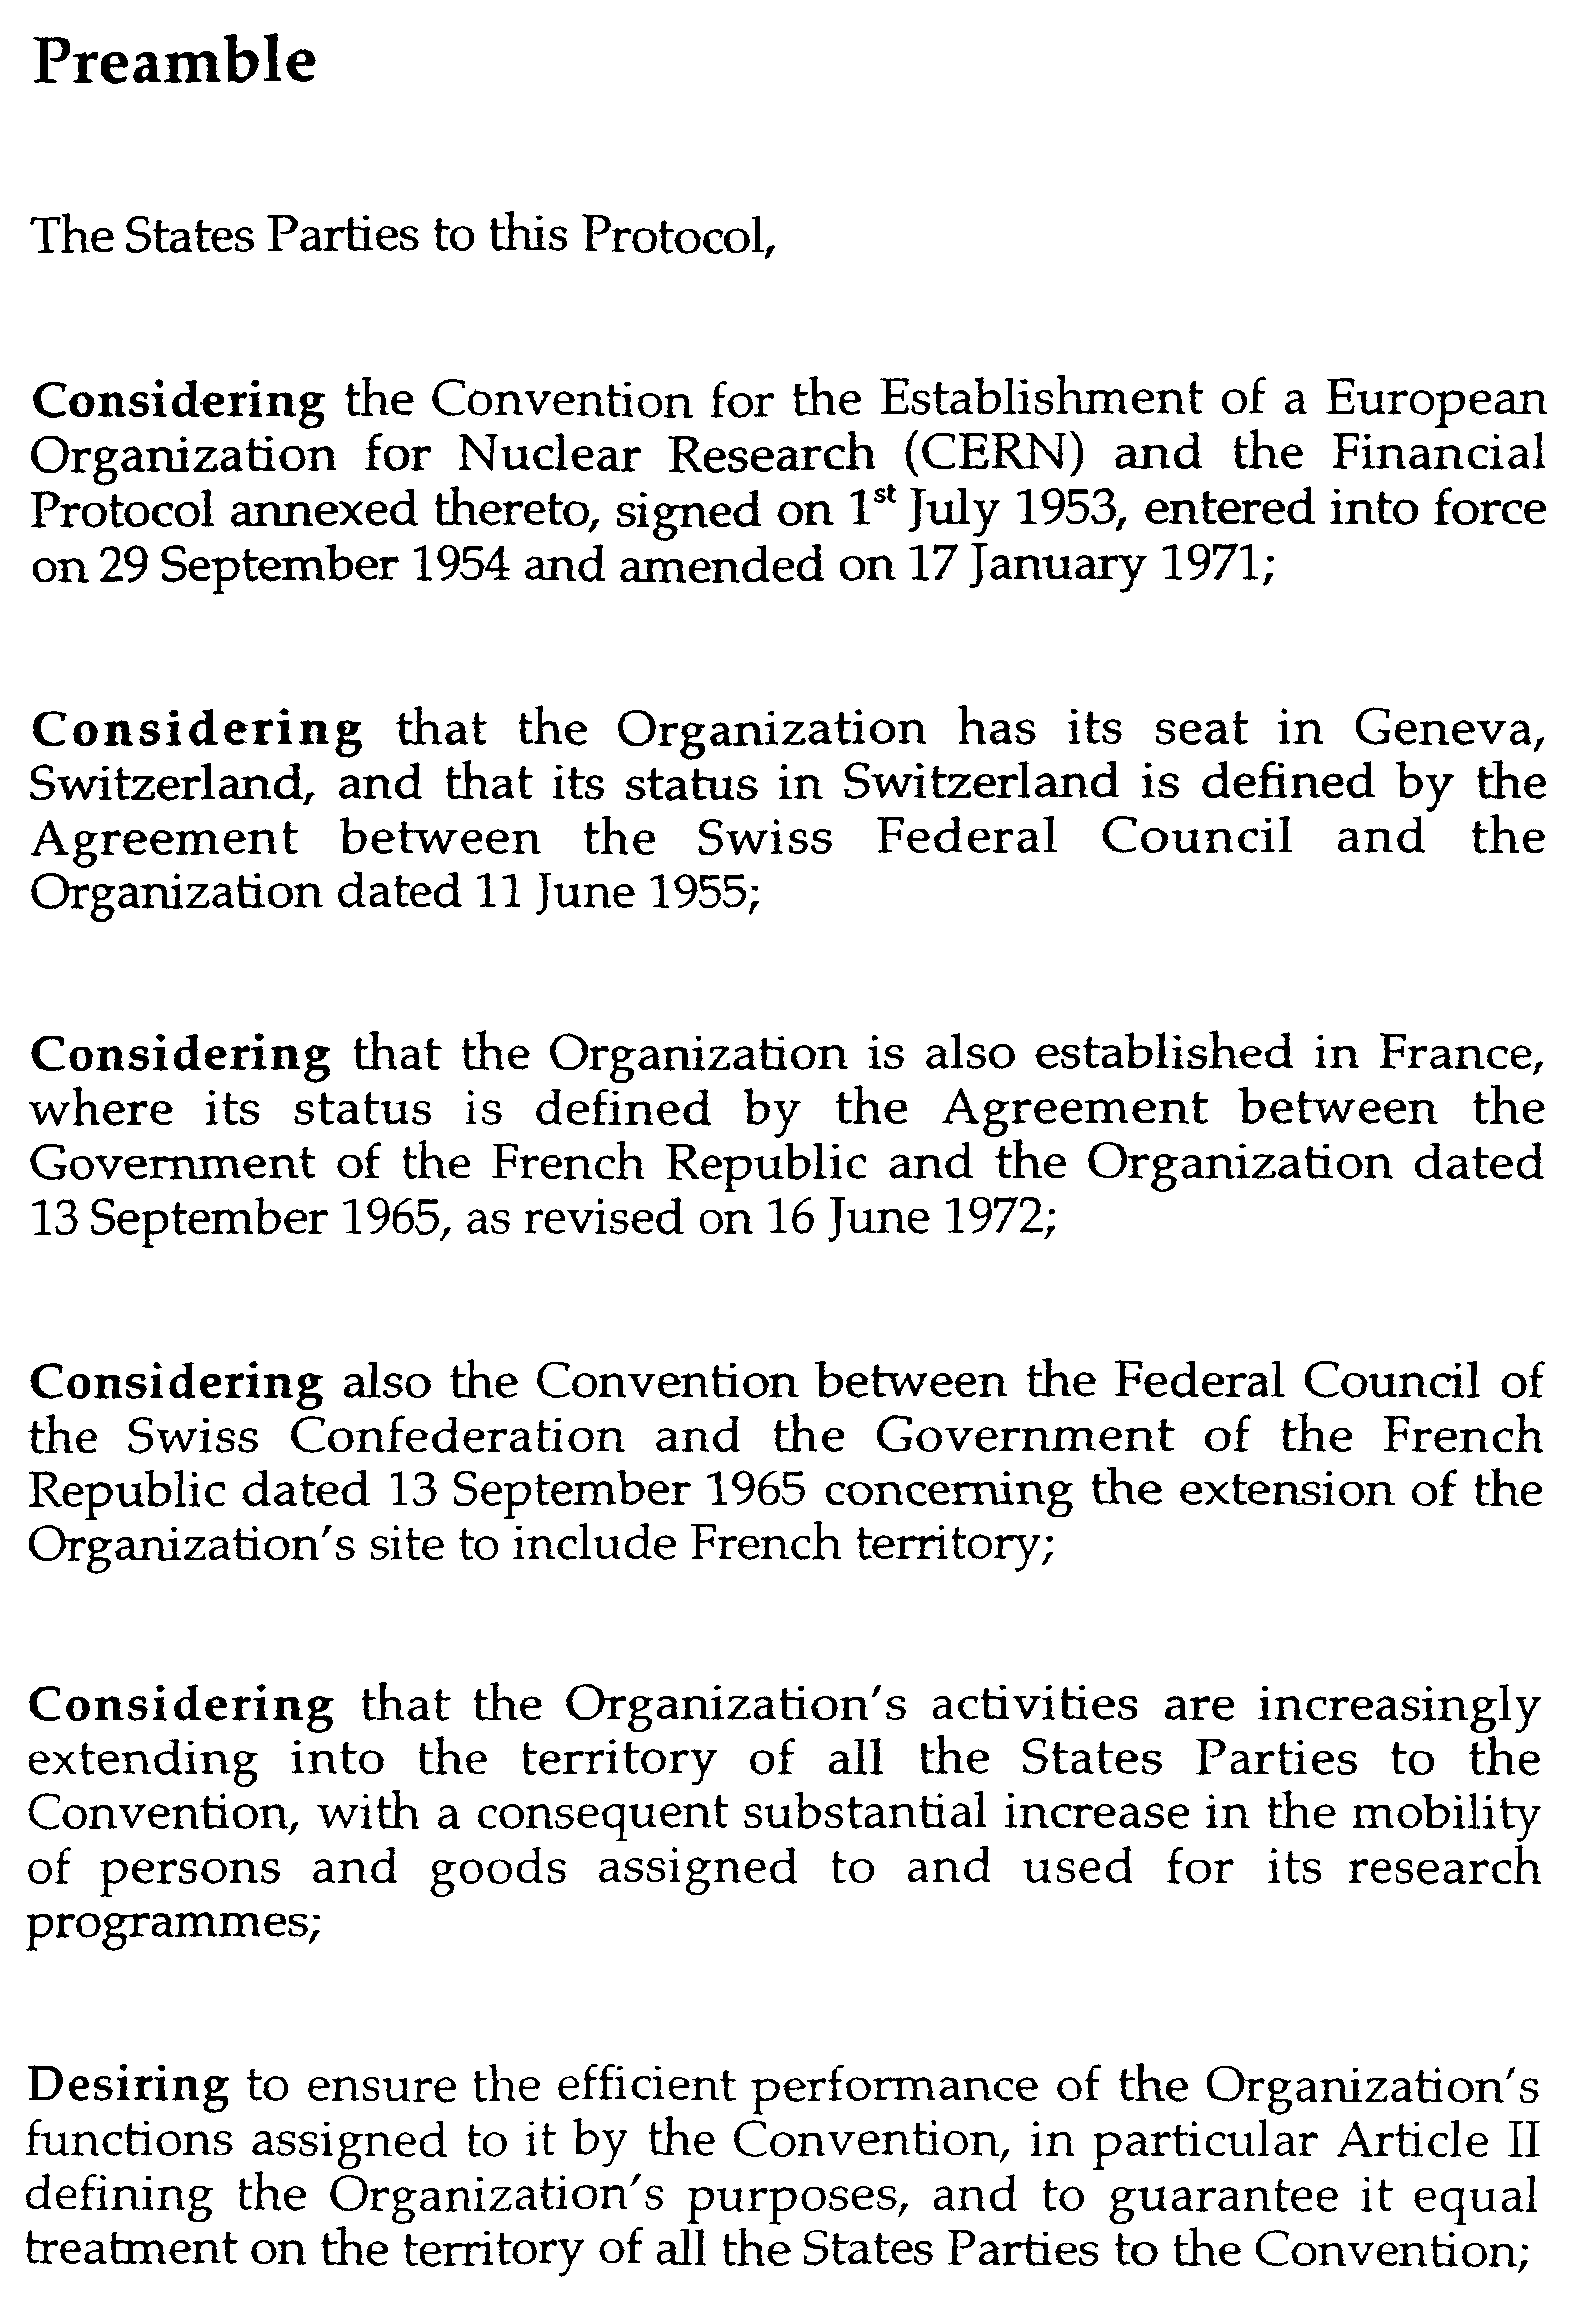 Preamble
The States Parties to this Protocol,
Considering the Convention for the Establishment of a European
Organization for Nuclear Research (CERN) and the Financial
Protocol annexed thereto, signed on 1st July 1953, entered into force
on 29 September 1954 and amended on 17 January 1971;
Considering that the Organization has its seat in Geneva,
Switzerland, and that its status in Switzerland is defined by the
Agreement between the Swiss Federal Council and the
Organization dated 11 June 1955;
Considering that the Organization is also established in France,
where its status is defined by the Agreement between the
Government of the French Republic and the Organization dated
13 September 1965, as revised on 16 June 1972;
Considering also the Convention between the Federal Council of
the Swiss Confederation and the Government of the French
Republic dated 13 September 1965 concerning the extension of the
Organization's site to include French territory;
Considering that the Organization's activities are increasingly
extending into the territory of all the States Parties to the
Convention, with a consequent substantial increase in the mobility
of persons and goods assigned to and used for its research
programmes;
Desiring to ensure the efficient performance of the Organization's
functions assigned to it by the Convention, in particular Article II
defining the Organization's purposes, and to guarantee it equal
treatment on the territory of all the States Parties to the Convention;